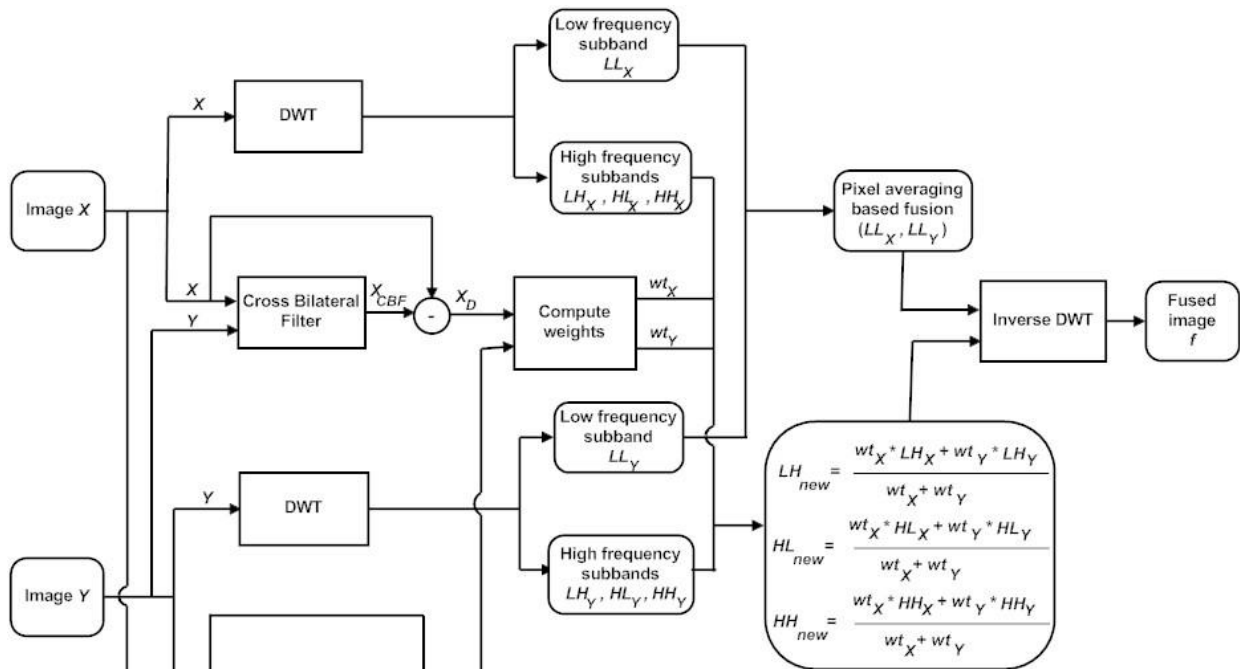 Low frequency
subband
LL_X
X
DWT
High frequency
subbands
LH_X , HL_X , HH_X
Image X
Pixel averaging
based fusion
(LL_X , LL_Y)
X
Y
Cross Bilateral
Filter
X_CBF
-
X_D
Compute
weights
wt_X
wt_Y
Inverse DWT
Fused
image
f
Low frequency
subband
LL_Y
Y
DWT
High frequency
subbands
LH_Y , HL_Y , HH_Y
Image Y
LH_new = (wt_X * LH_X + wt_Y * LH_Y) / (wt_X + wt_Y)
HL_new = (wt_X * HL_X + wt_Y * HL_Y) / (wt_X + wt_Y)
HH_new = (wt_X * HH_X + wt_Y * HH_Y) / (wt_X + wt_Y)